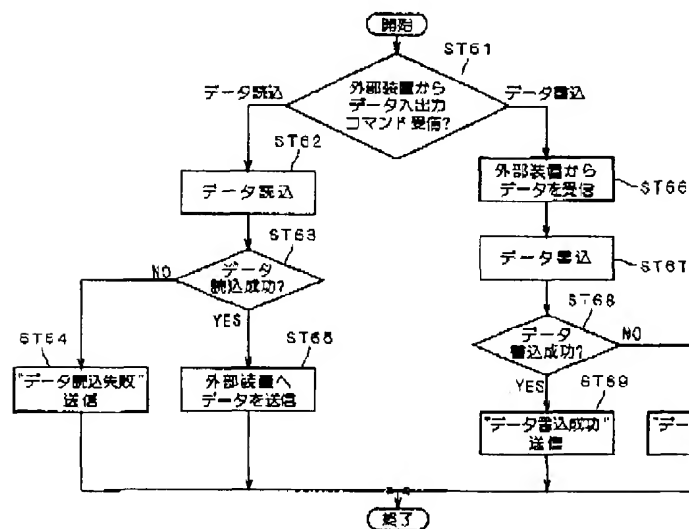 開始
ST61
外部装置から
データ入出力
コマンド受信?
データ読込
データ書込
ST62
データ読込
外部装置から
データを受信
ST66
ST63
データ
読込成功?
NO
YES
データ書込
ST67
ST68
データ
書込成功?
NO
YES
ST64
"データ読込失敗"
送信
ST65
外部装置へ
データを送信
ST69
"データ書込成功"
送信
"データ
終了